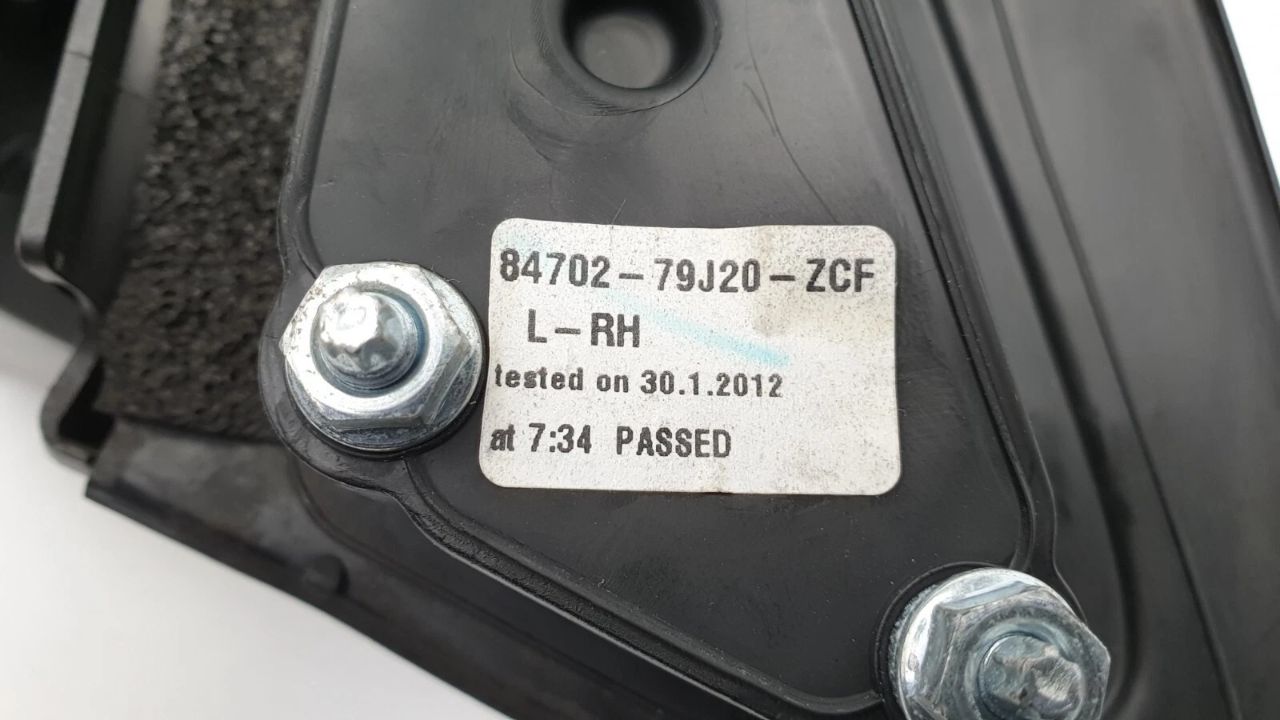 84702-79J20-ZCF
L-RH
tested on 30.1.2012
at 7:34 PASSED